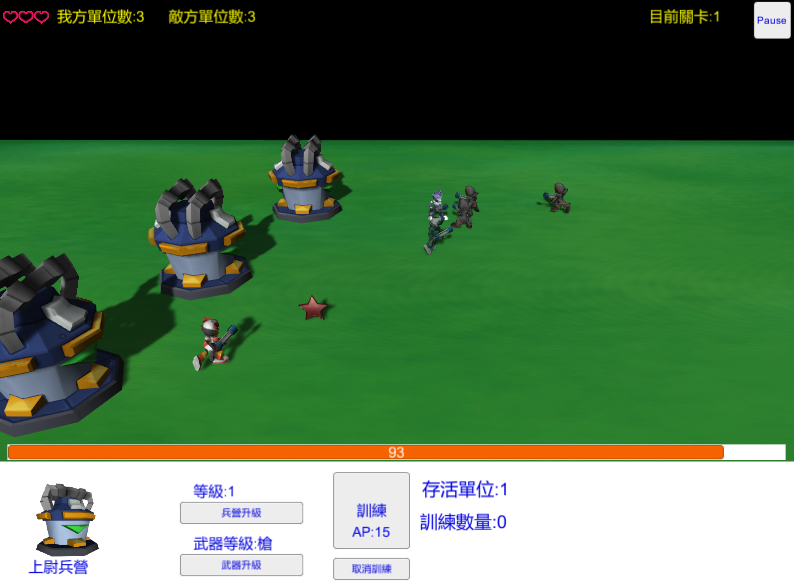 我方單位數:3 敵方單位數:3 目前關卡:1 Pause
93
等級:1
兵營升級
武器等級:槍
武器升級
上尉兵營
訓練
AP:15
取消訓練
存活單位:1
訓練數量:0